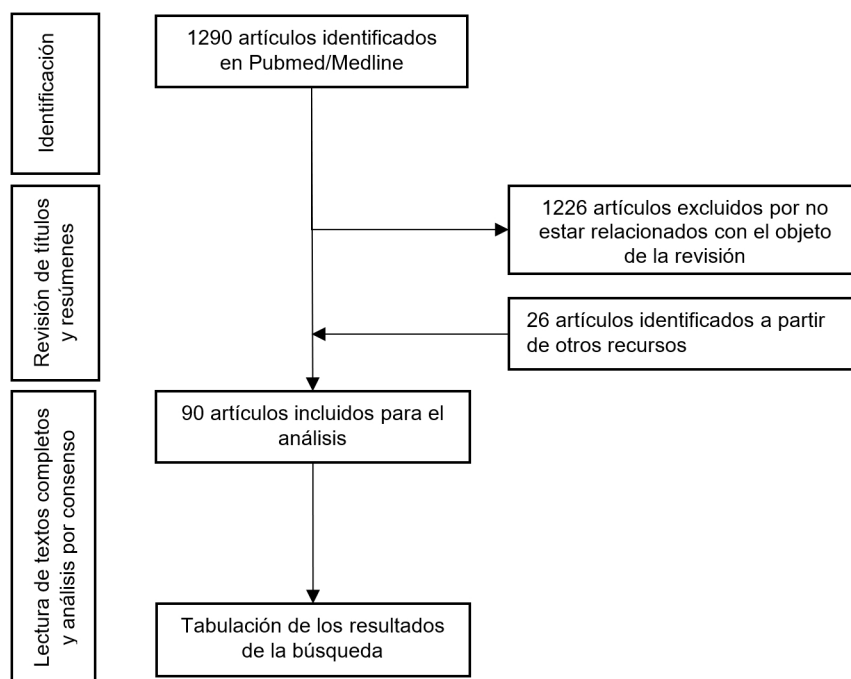 Identificación
1290 artículos identificados
en Pubmed/Medline
Revisión de títulos
y resúmenes
1226 artículos excluidos por no
estar relacionados con el objeto
de la revisión
26 artículos identificados a partir
de otros recursos
Lectura de textos completos
y análisis por consenso
90 artículos incluidos para el
análisis
Tabulación de los resultados
de la búsqueda